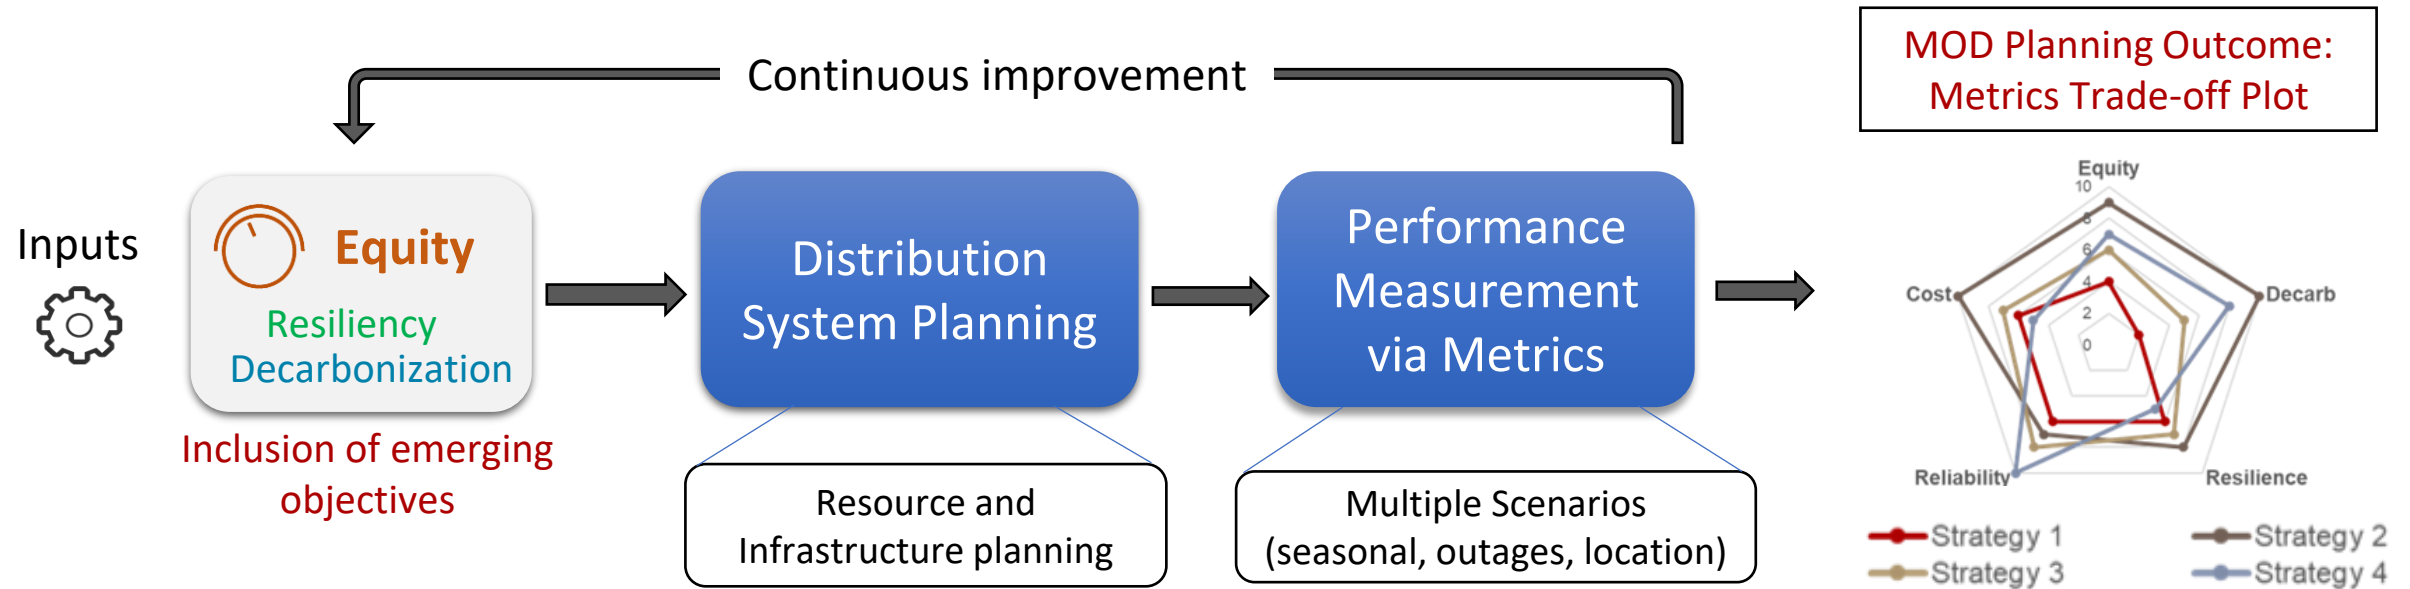 Continuous improvement
Inputs
Equity
Resiliency
Decarbonization
Inclusion of emerging
objectives
Distribution
System Planning
Resource and
Infrastructure planning
Performance
Measurement
via Metrics
Multiple Scenarios
(seasonal, outages, location)
MOD Planning Outcome:
Metrics Trade-off Plot
Equity
10
8
6
4
2
0
Cost
Decarb
Reliability
Resilience
Strategy 1
Strategy 2
Strategy 3
Strategy 4